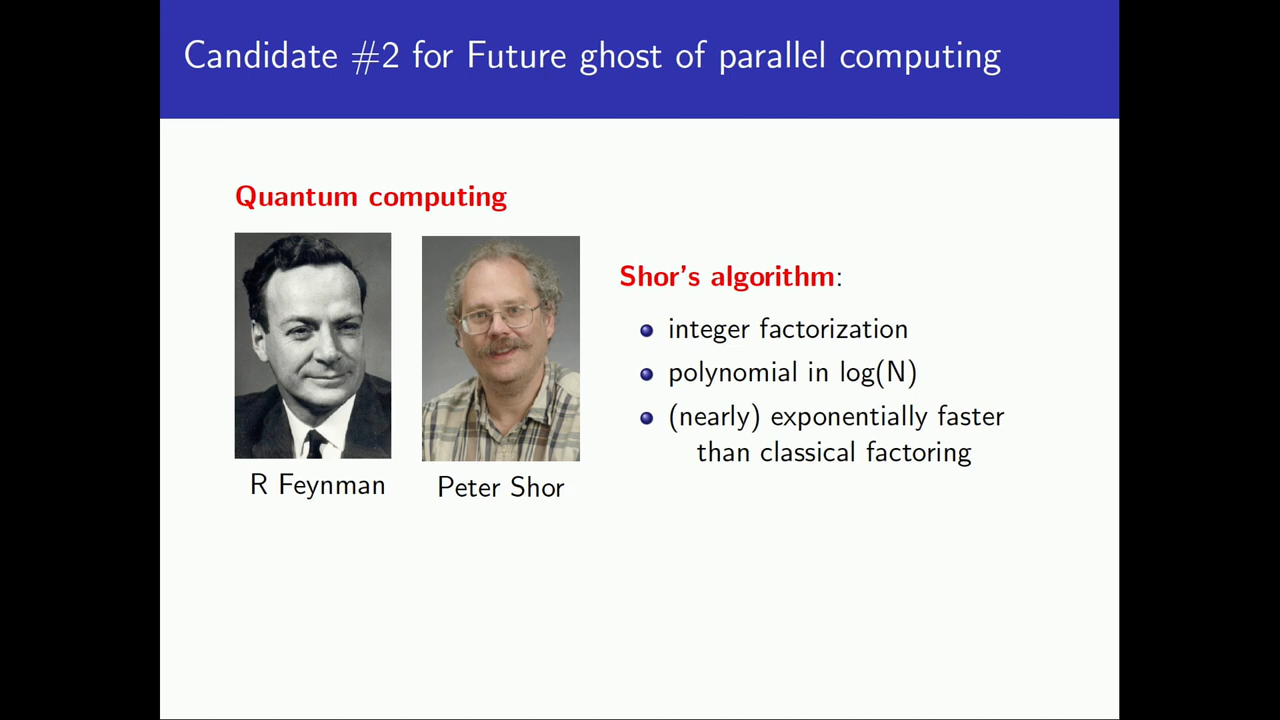 Candidate #2 for Future ghost of parallel computing
Quantum computing
R Feynman
Peter Shor
Shor's algorithm:
integer factorization
polynomial in log(N)
(nearly) exponentially faster
than classical factoring